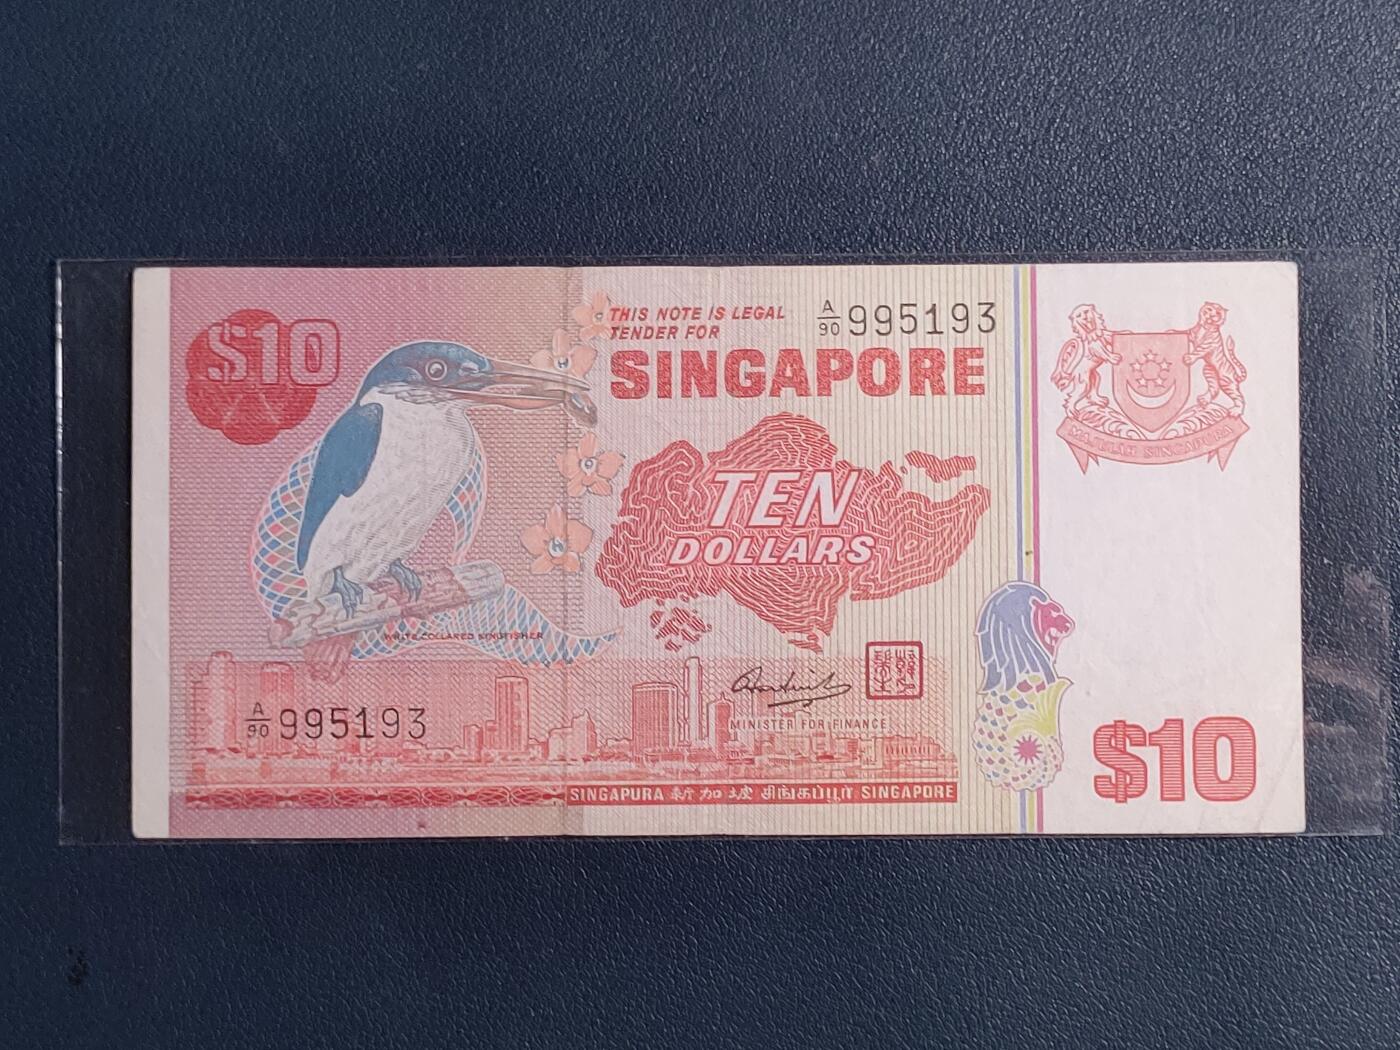 $10
THIS NOTE IS LEGAL
TENDER FOR
A/90 995193
SINGAPORE
TEN
DOLLARS
MAJULAH SINGAPURA
WHITE COLLARED KINGFISHER
A/90 995193
MINISTER FOR FINANCE
$10
SINGAPURA 新加坡 சிங்கப்பூர் SINGAPORE